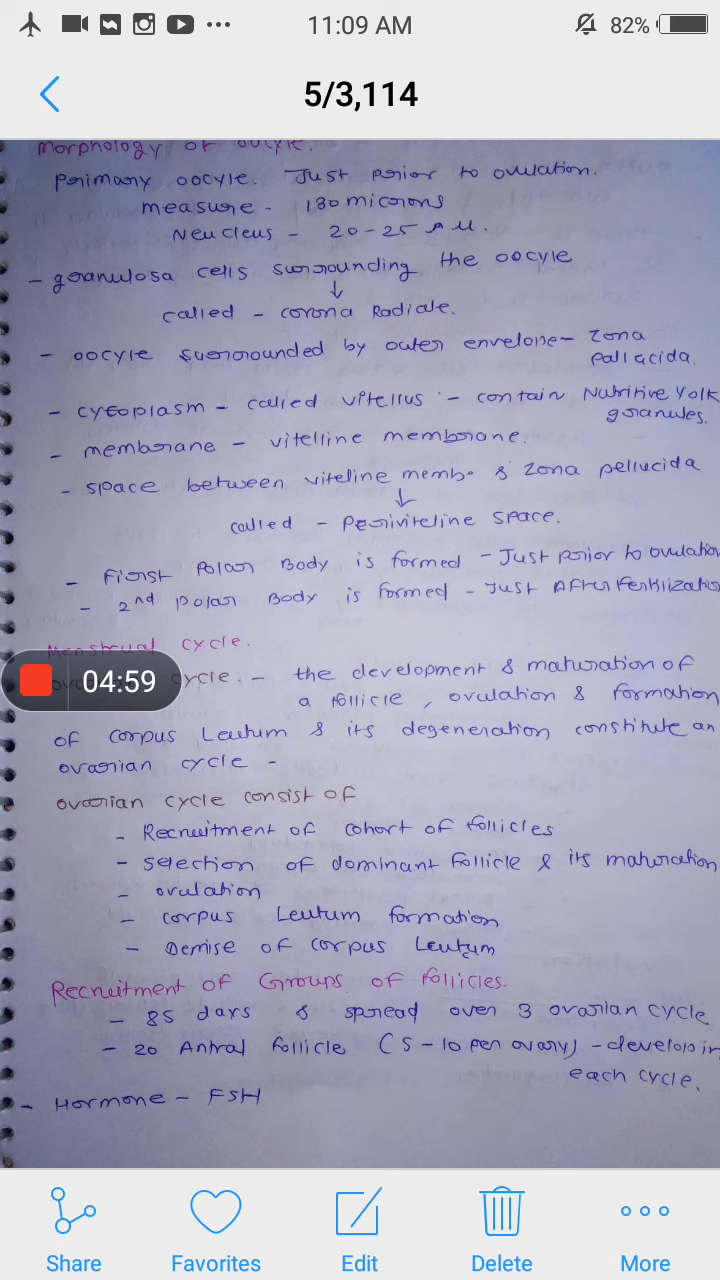 11:09 AM
82%
5/3,114
Morphology of oocyte.
Primary oocyte. Just prior to ovulation.
measure - 130 microns
Neucleus - 20-25
- granulosa cells surrounding the oocyte
called - corona Radiate.
- oocyte surrounded by outer envelope - Zona
pallacida.
- cytoplasm - called vitellus - contain Nutritive Yolk
granules.
- membrane - vitelline membrane.
- space between viteline memb. & Zona pellucida
called - Periviteline space.
- First Polar Body is formed - Just prior to ovulation
- 2nd polar Body is formed - Just After Fertilization
Menstrual cycle.
04:59
cycle. - the development & maturation of
a follicle, ovulation & formation
of corpus Leutum & its degeneration constitute an
ovarian cycle -
ovarian cycle consist of
- Recruitment of cohort of follicles
- selection of dominant follicle & its maturation
- ovulation
- corpus Leutum formation
- Demise of corpus Leutum
Recruitment of Groups of follicles.
- 85 days & spread over 3 ovarian cycle
- 20 Antral follicle (5-10 per ovary) - develop in
each cycle.
- Hormone - FSH
Share
Favorites
Edit
Delete
More